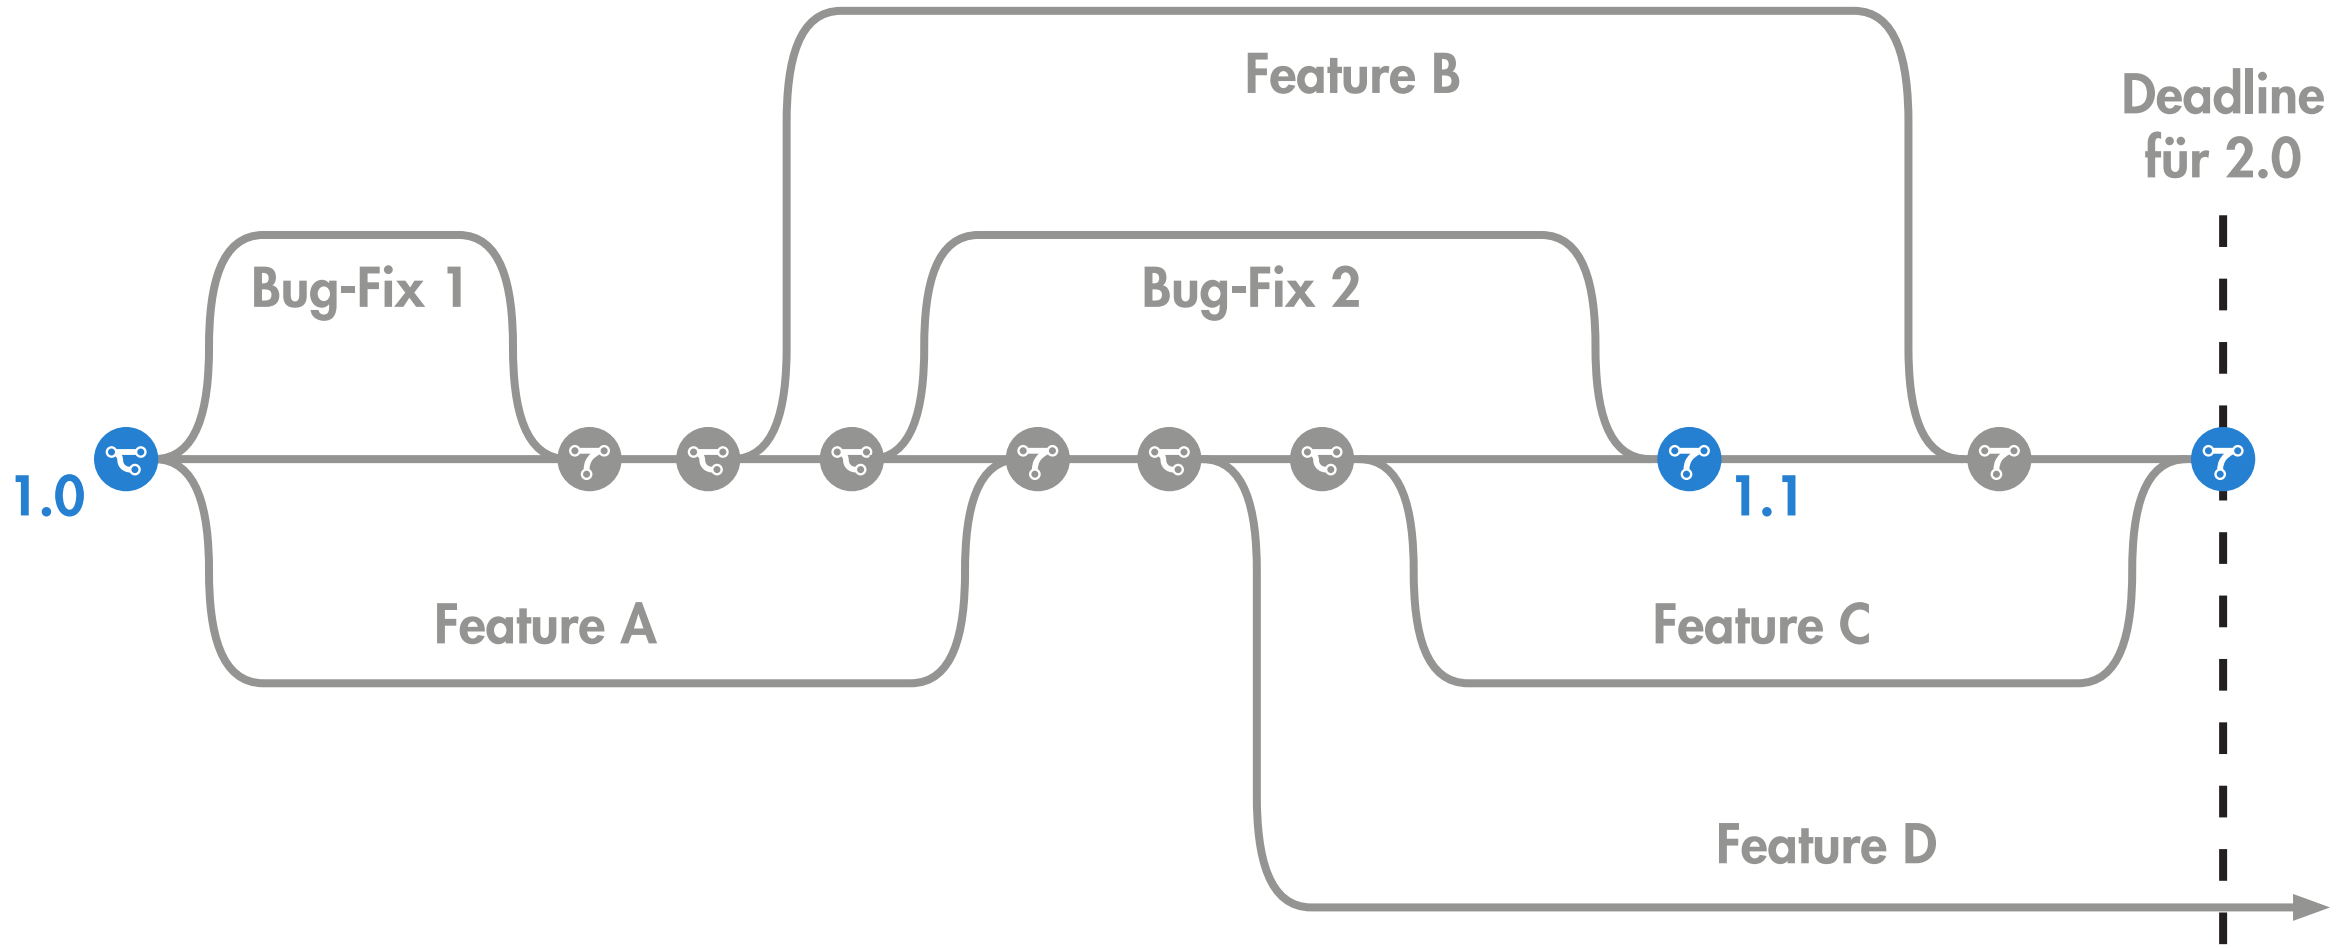 Feature B
Deadline
für 2.0
Bug-Fix 1
Bug-Fix 2
1.0
1.1
Feature A
Feature C
Feature D